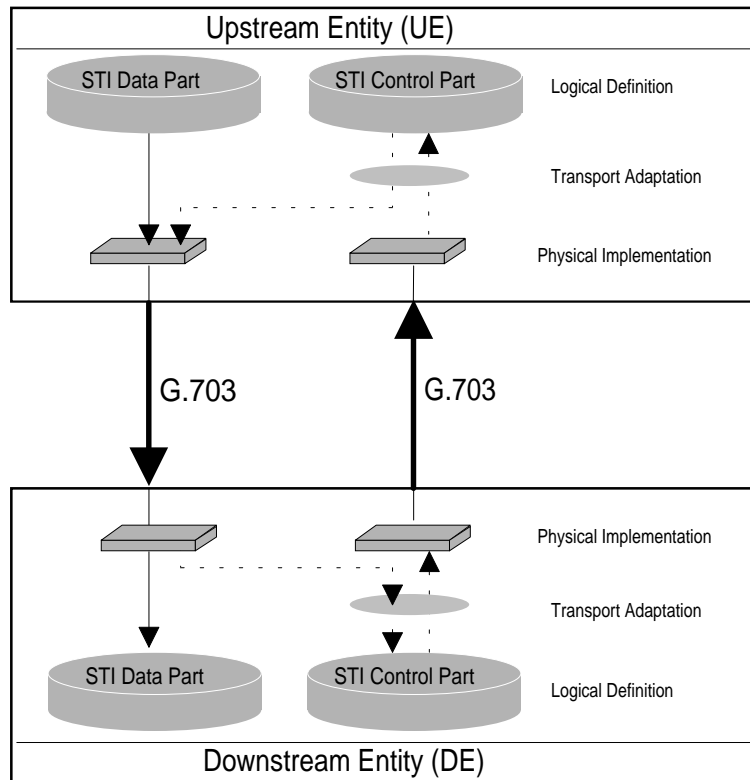 Upstream Entity (UE)
STI Data Part
STI Control Part
Logical Definition
Transport Adaptation
Physical Implementation
G.703
G.703
Physical Implementation
Transport Adaptation
STI Data Part
STI Control Part
Logical Definition
Downstream Entity (DE)